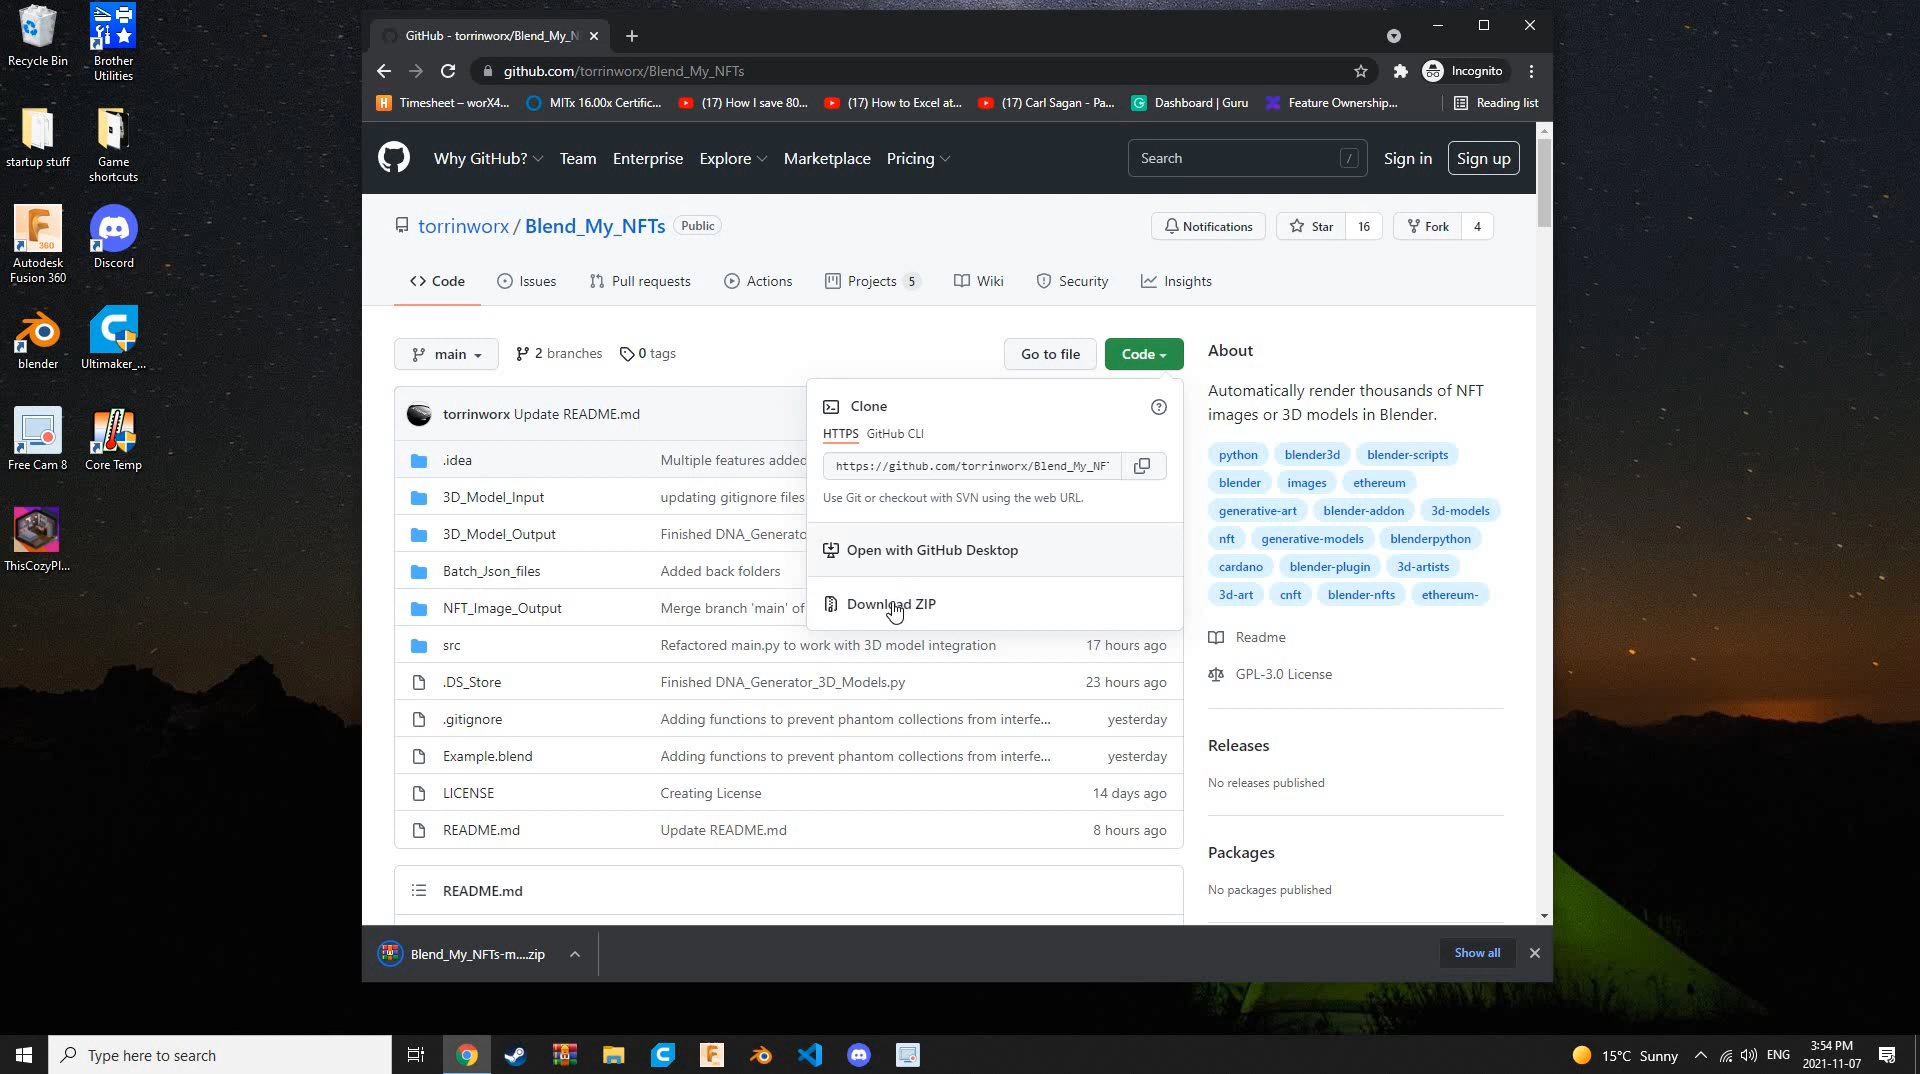 Recycle Bin
Brother
Utilities
startup stuff
Game
shortcuts
360
Autodesk
Fusion 360
Discord
blender
Ultimaker_...
Free Cam 8
Core Temp
ThisCozyPl...
GitHub - torrinworx/Blend_My_N
github.com/torrinworx/Blend_My_NFTs
Incognito
Timesheet – worX4...
MITx 16.00x Certific...
(17) How I save 80...
(17) How to Excel at...
(17) Carl Sagan - Pa...
Dashboard | Guru
Feature Ownership...
Reading list
Why GitHub?
Team
Enterprise
Explore
Marketplace
Pricing
Search
/
Sign in
Sign up
torrinworx / Blend_My_NFTs
Public
Notifications
Star
16
Fork
4
Code
Issues
Pull requests
Actions
Projects
5
Wiki
Security
Insights
main
2 branches
0 tags
Go to file
Code
torrinworx Update README.md
.idea
Multiple features added
3D_Model_Input
updating gitignore files
3D_Model_Output
Finished DNA_Generato
Batch_Json_files
Added back folders
NFT_Image_Output
Merge branch 'main' of
src
Refactored main.py to work with 3D model integration
17 hours ago
.DS_Store
Finished DNA_Generator_3D_Models.py
23 hours ago
.gitignore
Adding functions to prevent phantom collections from interfe...
yesterday
Example.blend
Adding functions to prevent phantom collections from interfe...
yesterday
LICENSE
Creating License
14 days ago
README.md
Update README.md
8 hours ago
Clone
HTTPS
GitHub CLI
https://github.com/torrinworx/Blend_My_NFT
Use Git or checkout with SVN using the web URL.
Open with GitHub Desktop
Download ZIP
README.md
About
Automatically render thousands of NFT
images or 3D models in Blender.
python
blender3d
blender-scripts
blender
images
ethereum
generative-art
blender-addon
3d-models
nft
generative-models
blenderpython
cardano
blender-plugin
3d-artists
3d-art
cnft
blender-nfts
ethereum-
Readme
GPL-3.0 License
Releases
No releases published
Packages
No packages published
Blend_My_NFTs-m....zip
Show all
Type here to search
15°C Sunny
ENG
3:54 PM
2021-11-07